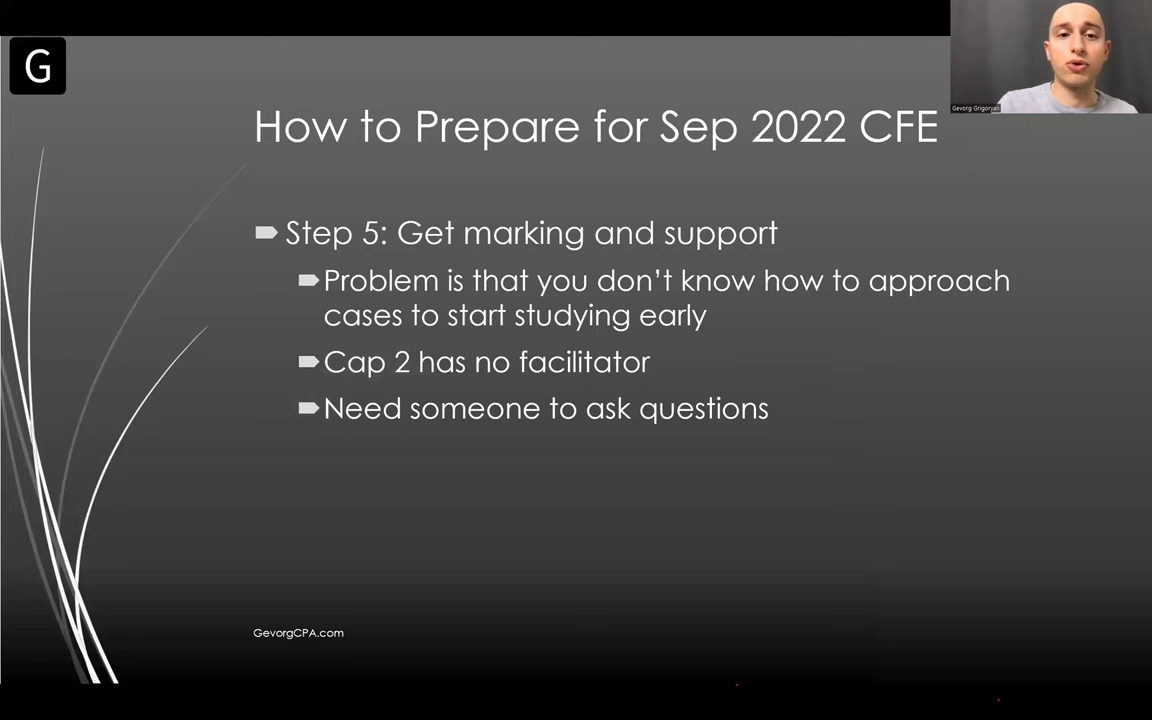 G
Gevorg Grigoryan
How to Prepare for Sep 2022 CFE
Step 5: Get marking and support
Problem is that you don’t know how to approach
cases to start studying early
Cap 2 has no facilitator
Need someone to ask questions
GevorgCPA.com